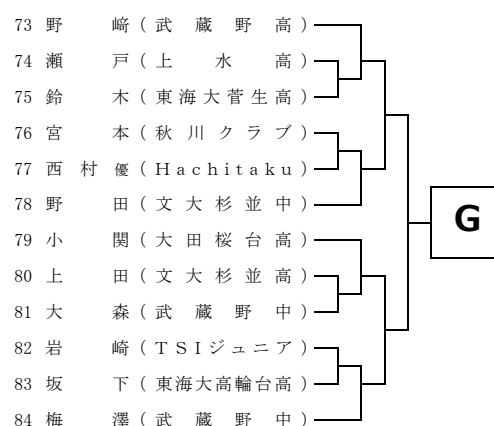 73 野 﨑 ( 武 蔵 野 高 )
74 瀬 戸 ( 上 水 高 )
75 鈴 木 ( 東海大菅生高 )
76 宮 本 ( 秋 川 ク ラ ブ )
77 西 村 優 ( Hachitaku )
78 野 田 ( 文 大 杉 並 中 )
79 小 関 ( 大 田 桜 台 高 )
80 上 田 ( 文 大 杉 並 高 )
81 大 森 ( 武 蔵 野 中 )
82 岩 崎 ( TSIジュニア )
83 坂 下 ( 東海大高輪台高 )
84 梅 澤 ( 武 蔵 野 中 )
G